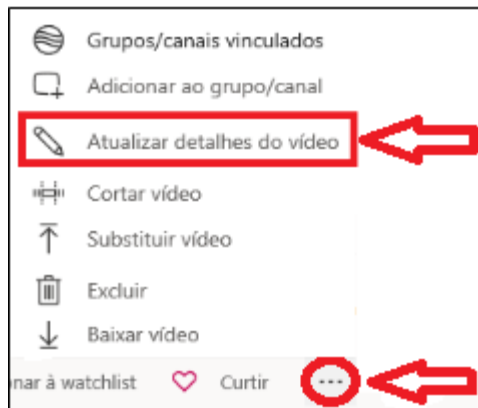 Grupos/canais vinculados
Adicionar ao grupo/canal
Atualizar detalhes do vídeo
Cortar vídeo
Substituir vídeo
Excluir
Baixar vídeo
nar à watchlist Curtir ...